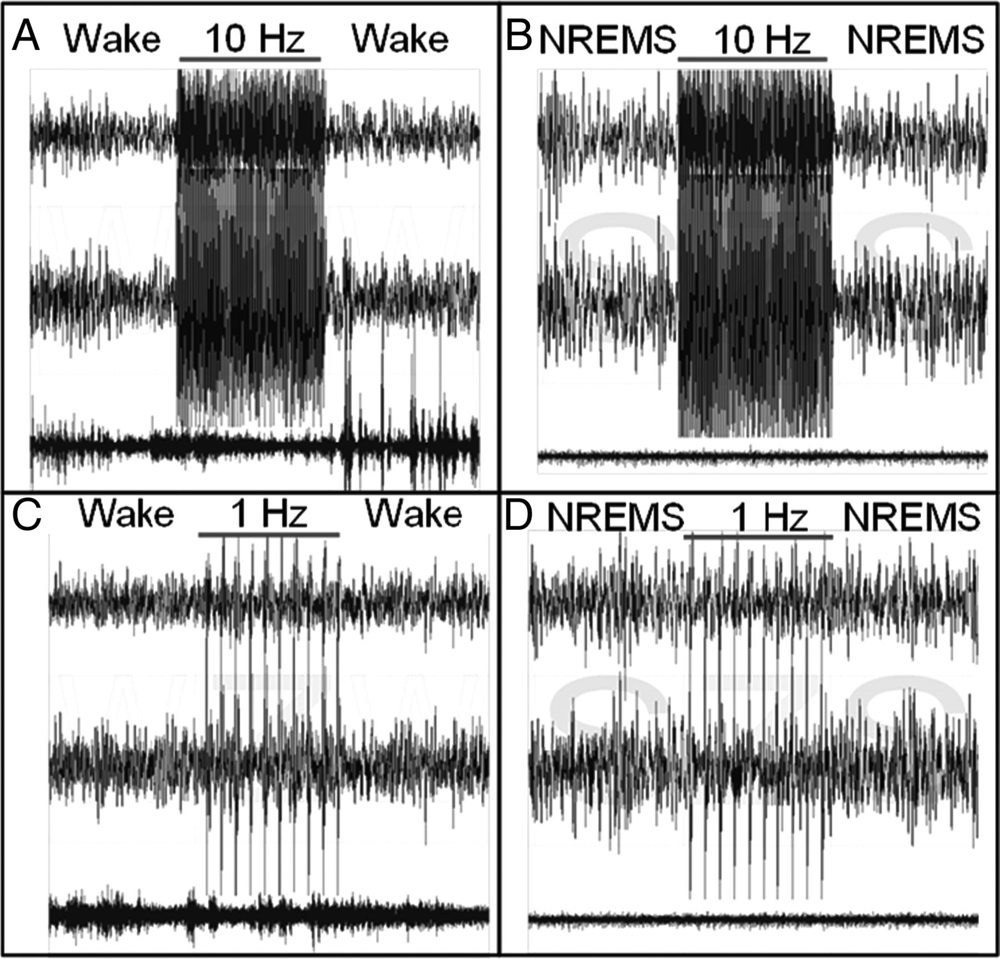 A Wake 10 Hz Wake
B NREMS 10 Hz NREMS
W W
S S
C Wake 1 Hz Wake
D NREMS 1 Hz NREMS
W Z W
S Z S